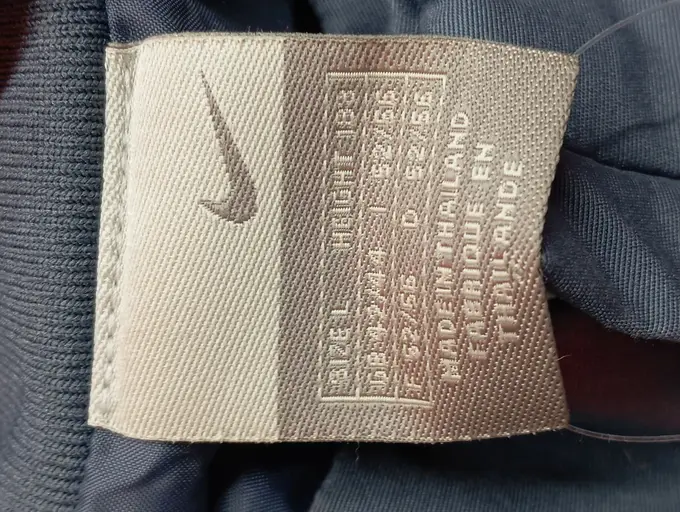 SIZE L HEIGHT 183
GB 42/44 I 52/56
F 52/56 D 52/56
MADE IN THAILAND
FABRIQUE EN
THAILANDE